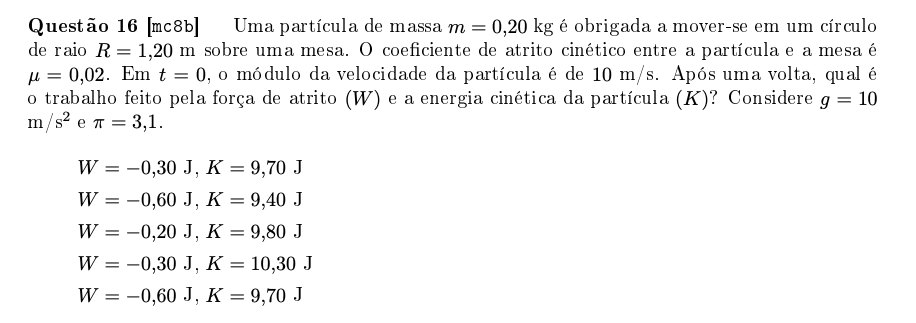 Questão 16 [mc8b] Uma partícula de massa m = 0,20 kg é obrigada a mover-se em um círculo
de raio R = 1,20 m sobre uma mesa. O coeficiente de atrito cinético entre a partícula e a mesa é
μ = 0,02. Em t = 0, o módulo da velocidade da partícula é de 10 m/s. Após uma volta, qual é
o trabalho feito pela força de atrito (W) e a energia cinética da partícula (K)? Considere g = 10
m/s² e π = 3,1.
W = −0,30 J, K = 9,70 J
W = −0,60 J, K = 9,40 J
W = −0,20 J, K = 9,80 J
W = −0,30 J, K = 10,30 J
W = −0,60 J, K = 9,70 J